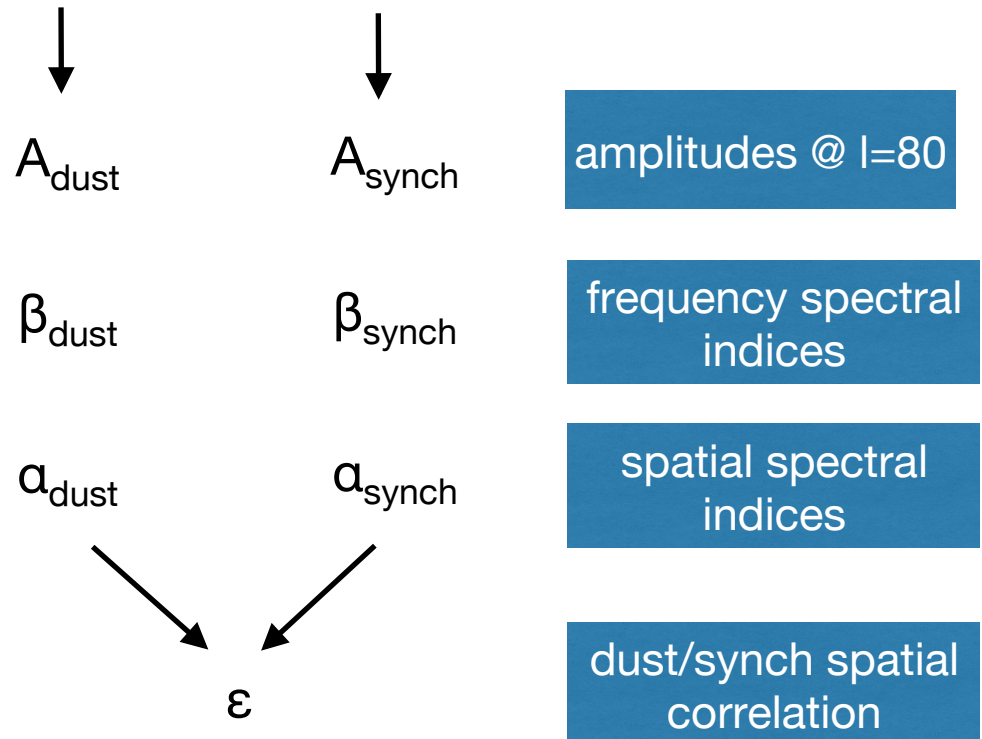 A_dust A_synch amplitudes @ l=80
β_dust β_synch frequency spectral
indices
α_dust α_synch spatial spectral
indices
ε dust/synch spatial
correlation